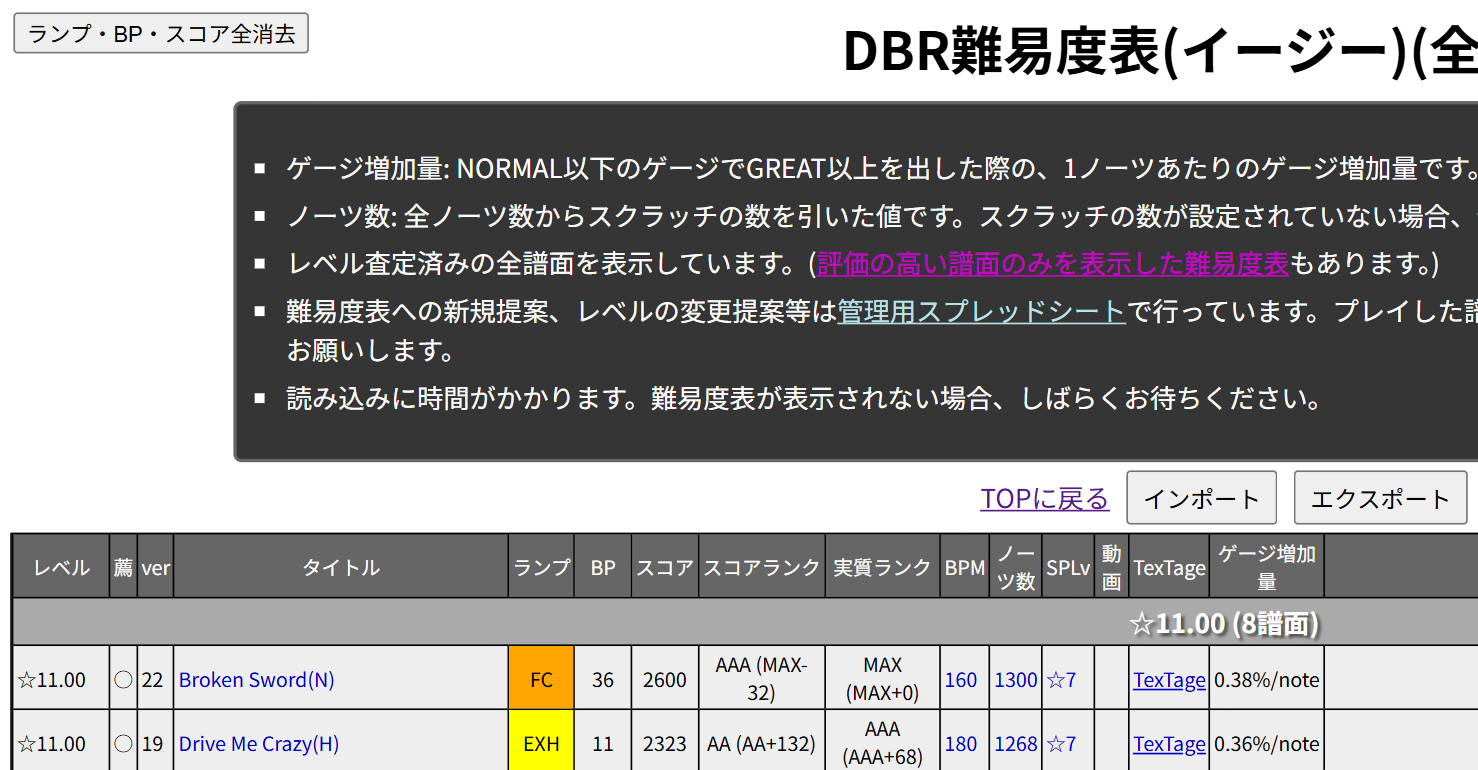 ランプ・BP・スコア全消去
DBR難易度表(イージー)(全
ゲージ増加量: NORMAL以下のゲージでGREAT以上を出した際の、1ノーツあたりのゲージ増加量です。
ノーツ数: 全ノーツ数からスクラッチの数を引いた値です。スクラッチの数が設定されていない場合、
レベル査定済みの全譜面を表示しています。(評価の高い譜面のみを表示した難易度表もあります。)
難易度表への新規提案、レベルの変更提案等は管理用スプレッドシートで行っています。プレイした譜
お願いします。
読み込みに時間がかかります。難易度表が表示されない場合、しばらくお待ちください。
TOPに戻る インポート エクスポート
レベル 薦 ver タイトル ランプ BP スコア スコアランク 実質ランク BPM ノーツ数 SPLv 動画 TexTage ゲージ増加量
☆11.00 (8譜面)
☆11.00 ○ 22 Broken Sword(N) FC 36 2600 AAA (MAX-32) MAX (MAX+0) 160 1300 ☆7 TexTage 0.38%/note
☆11.00 ○ 19 Drive Me Crazy(H) EXH 11 2323 AA (AA+132) AAA (AAA+68) 180 1268 ☆7 TexTage 0.36%/note